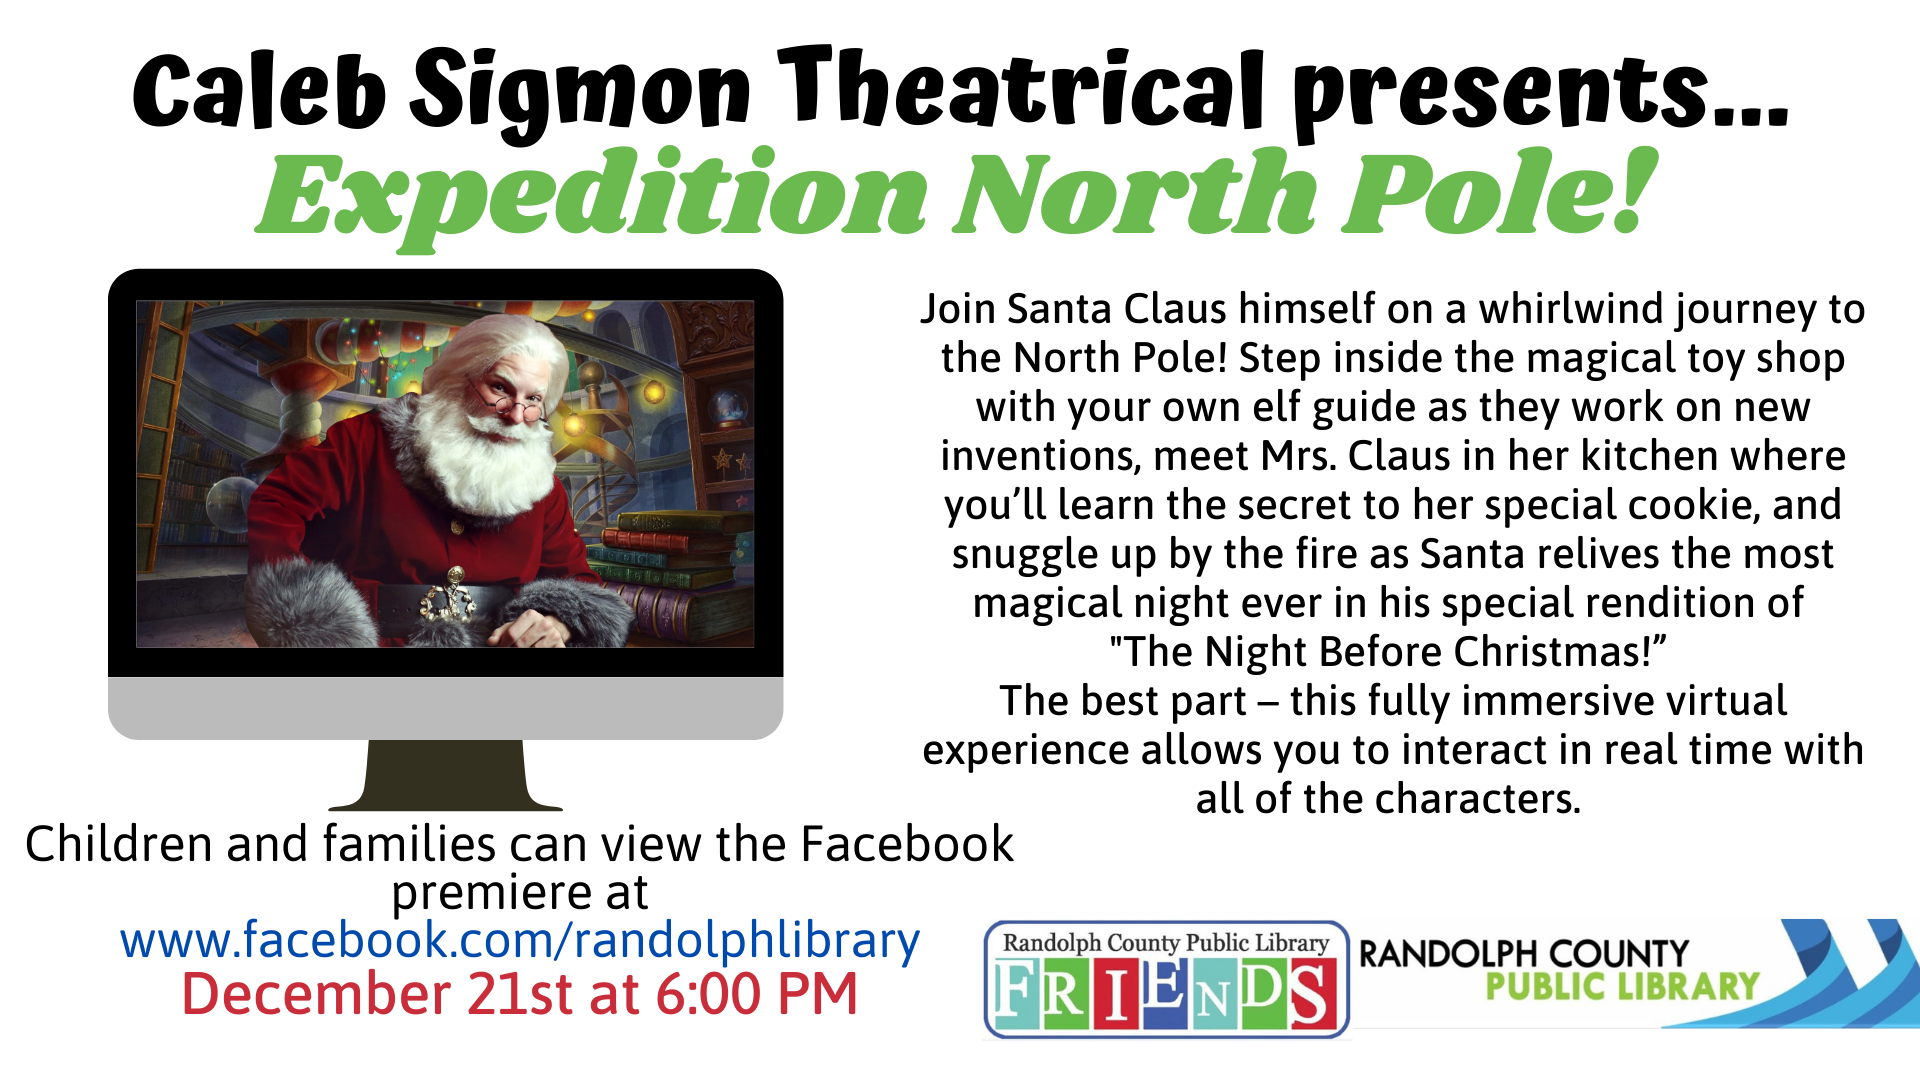 Caleb Sigmon Theatrical presents...
Expedition North Pole!
Join Santa Claus himself on a whirlwind journey to
the North Pole! Step inside the magical toy shop
with your own elf guide as they work on new
inventions, meet Mrs. Claus in her kitchen where
you’ll learn the secret to her special cookie, and
snuggle up by the fire as Santa relives the most
magical night ever in his special rendition of
"The Night Before Christmas!”
The best part – this fully immersive virtual
experience allows you to interact in real time with
all of the characters.
Children and families can view the Facebook
premiere at
www.facebook.com/randolphlibrary
December 21st at 6:00 PM
Randolph County Public Library
FRIENDS
RANDOLPH COUNTY
PUBLIC LIBRARY